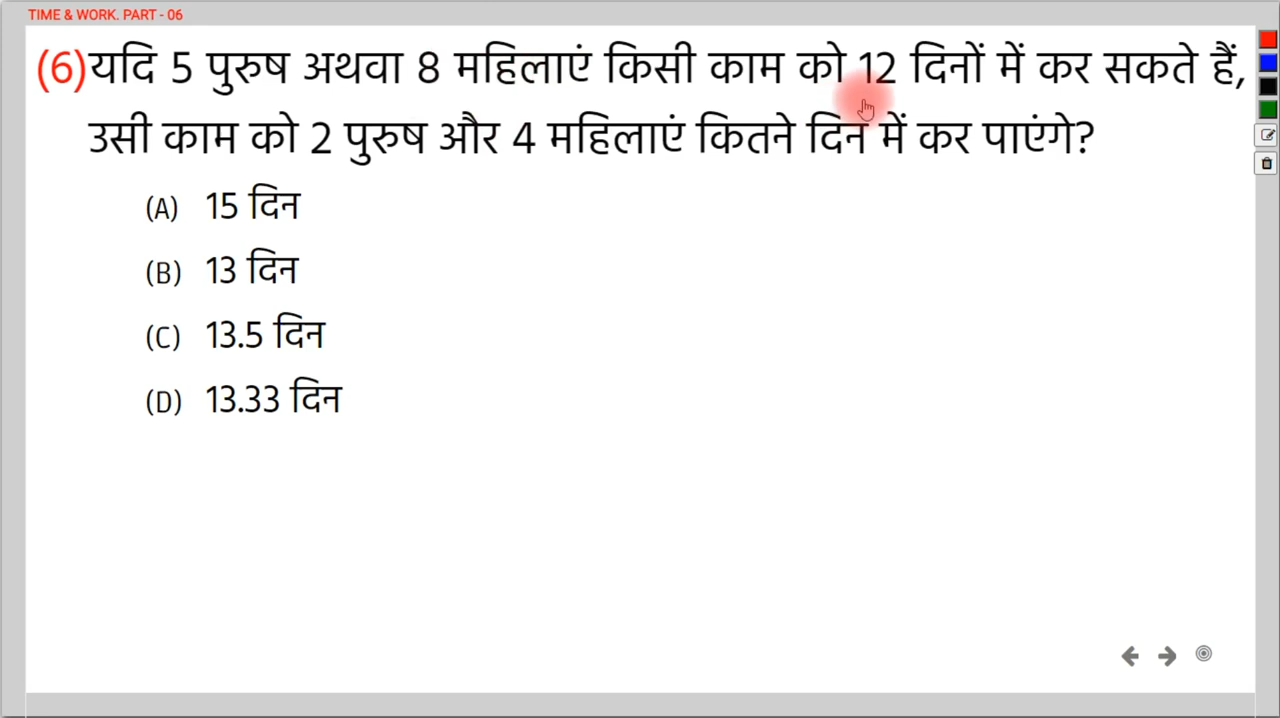 TIME & WORK. PART - 06
(6) यदि 5 पुरुष अथवा 8 महिलाएं किसी काम को 12 दिनों में कर सकते हैं,
उसी काम को 2 पुरुष और 4 महिलाएं कितने दिन में कर पाएंगे?
(A) 15 दिन
(B) 13 दिन
(C) 13.5 दिन
(D) 13.33 दिन